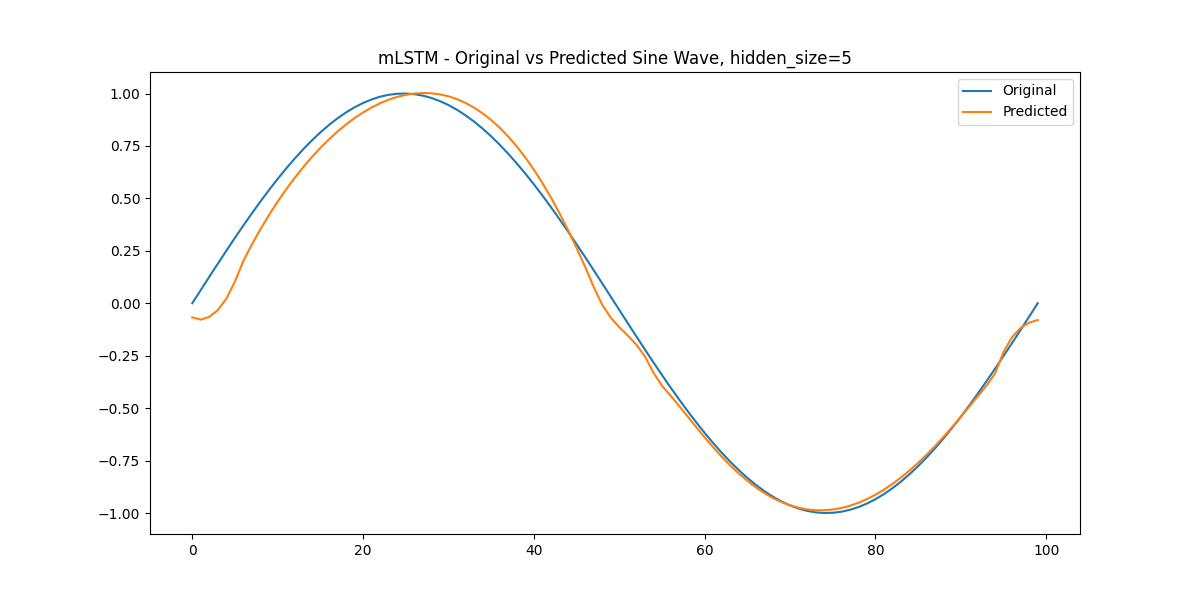 mLSTM - Original vs Predicted Sine Wave, hidden_size=5
Original
Predicted
1.00
0.75
0.50
0.25
0.00
−0.25
−0.50
−0.75
−1.00
0 20 40 60 80 100